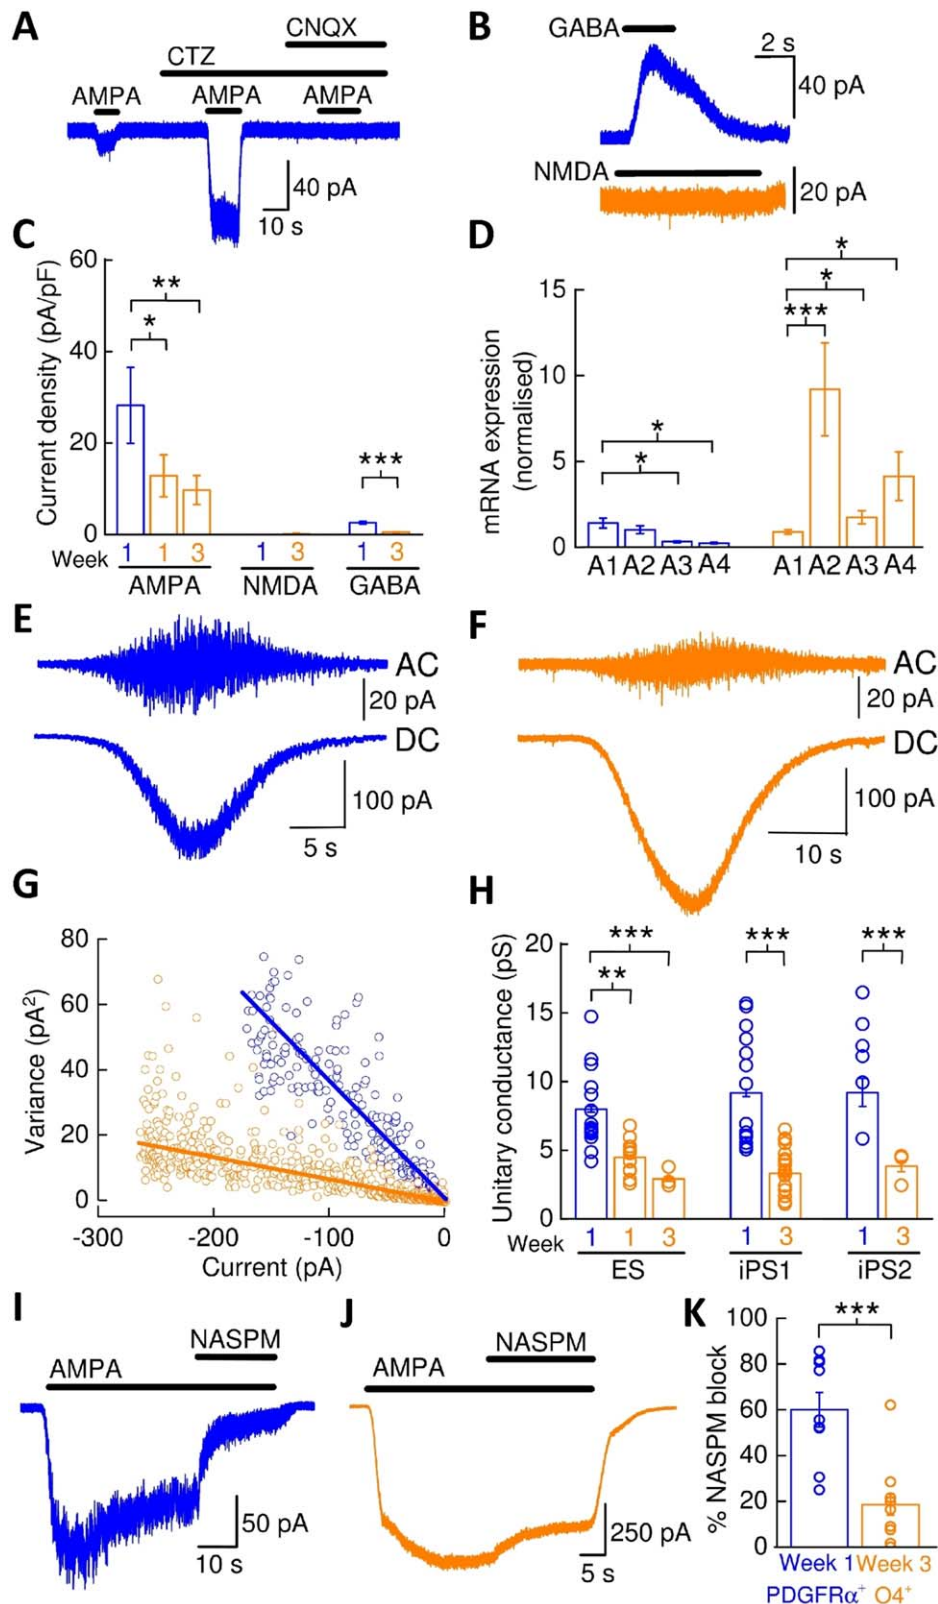 A
CNQX
CTZ
AMPA AMPA AMPA
40 pA
10 s
B
GABA
2 s
40 pA
NMDA
20 pA
C
Current density (pA/pF)
60
40
20
0
*
**
***
Week 1 1 3 1 3 1 3
AMPA NMDA GABA
D
mRNA expression
(normalised)
15
10
5
0
*
*
***
*
*
A1 A2 A3 A4 A1 A2 A3 A4
E
AC
20 pA
DC
100 pA
5 s
F
AC
20 pA
DC
100 pA
10 s
G
Variance (pA²)
80
60
40
20
0
-300 -200 -100 0
Current (pA)
H
Unitary conductance (pS)
20
15
10
5
0
***
**
***
***
Week 1 1 3 1 3 1 3
ES iPS1 iPS2
I
NASPM
AMPA
50 pA
10 s
J
NASPM
AMPA
250 pA
5 s
K
% NASPM block
100
80
60
40
20
0
***
Week 1 Week 3
PDGFRα⁺ O4⁺